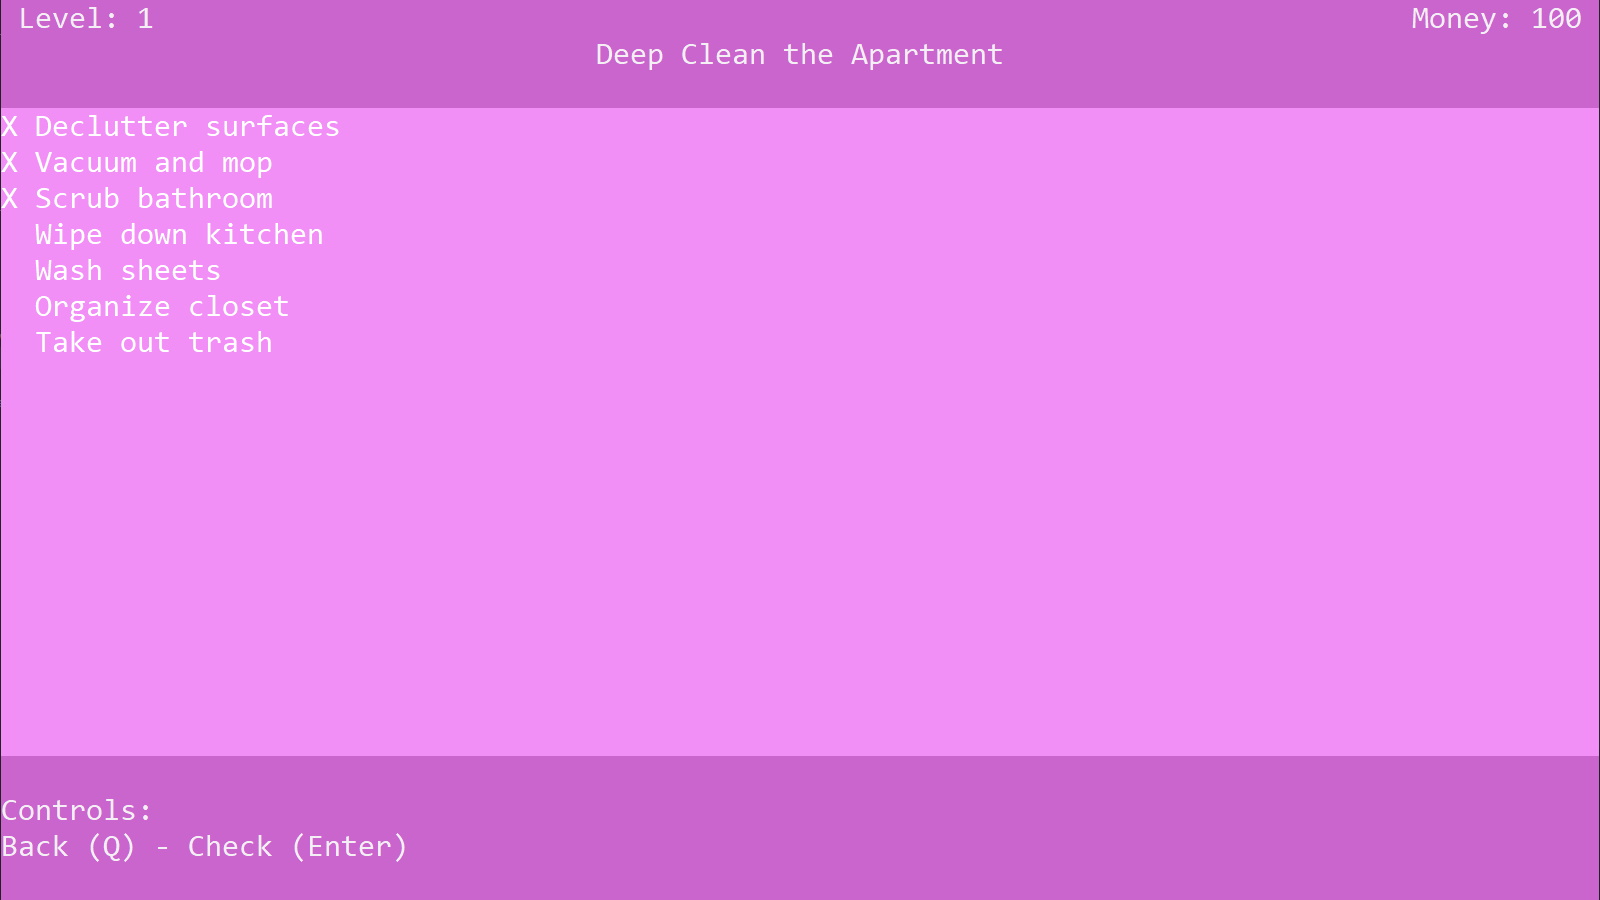 Level: 1 Money: 100
Deep Clean the Apartment
X Declutter surfaces
X Vacuum and mop
X Scrub bathroom
Wipe down kitchen
Wash sheets
Organize closet
Take out trash
Controls:
Back (Q) - Check (Enter)